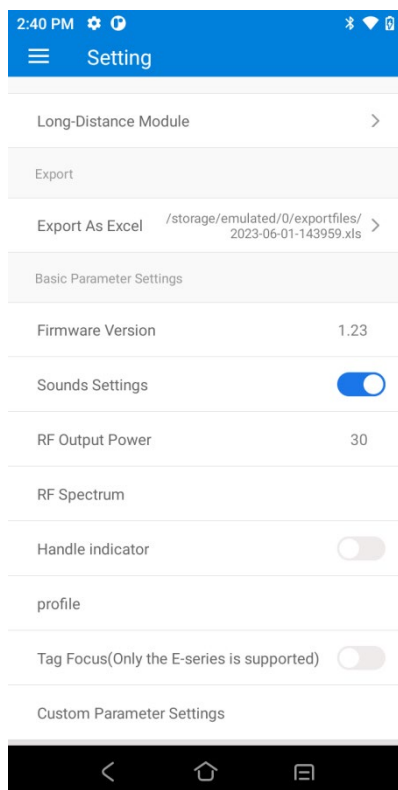 2:40 PM
Setting
Long-Distance Module
Export
Export As Excel /storage/emulated/0/exportfiles/
2023-06-01-143959.xls
Basic Parameter Settings
Firmware Version 1.23
Sounds Settings
RF Output Power 30
RF Spectrum
Handle indicator
profile
Tag Focus(Only the E-series is supported)
Custom Parameter Settings